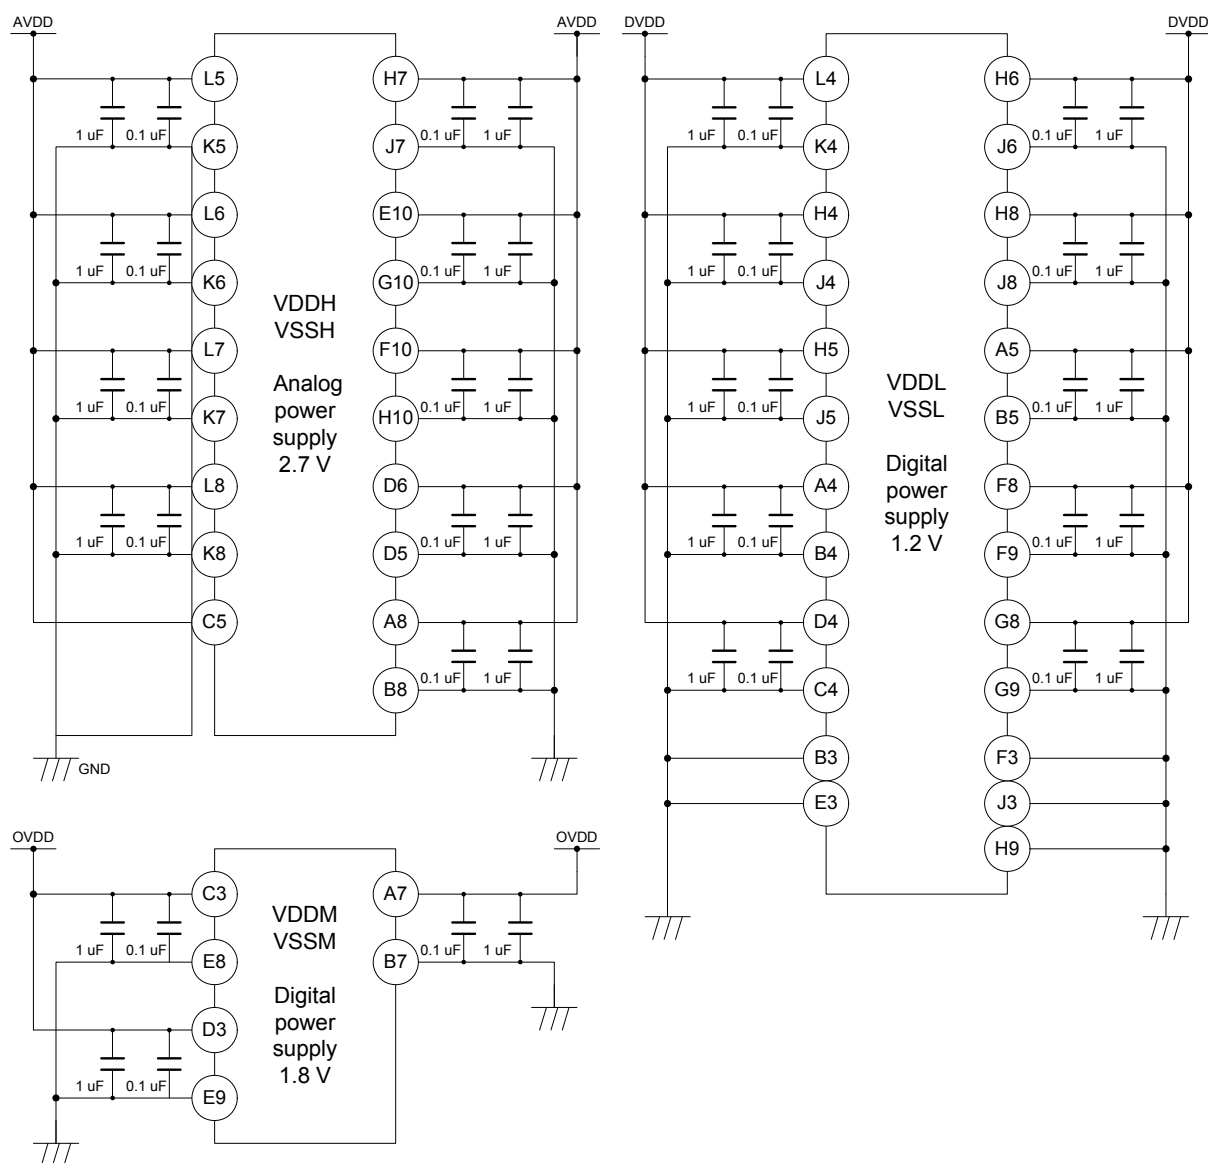 AVDD
AVDD
L5
H7
1 uF 0.1 uF
0.1 uF 1 uF
K5
J7
L6
E10
1 uF 0.1 uF
0.1 uF 1 uF
K6
G10
VDDH
VSSH
L7
F10
1 uF 0.1 uF
0.1 uF 1 uF
K7
H10
Analog
power
supply
2.7 V
L8
D6
1 uF 0.1 uF
0.1 uF 1 uF
K8
D5
C5
A8
0.1 uF 1 uF
B8
GND
DVDD
DVDD
L4
H6
1 uF 0.1 uF
0.1 uF 1 uF
K4
J6
H4
H8
1 uF 0.1 uF
0.1 uF 1 uF
J4
J8
H5
A5
VDDL
VSSL
1 uF 0.1 uF
0.1 uF 1 uF
J5
B5
Digital
power
supply
1.2 V
A4
F8
1 uF 0.1 uF
0.1 uF 1 uF
B4
F9
D4
G8
1 uF 0.1 uF
0.1 uF 1 uF
C4
G9
B3
F3
E3
J3
H9
OVDD
OVDD
C3
A7
VDDM
VSSM
1 uF 0.1 uF
0.1 uF 1 uF
E8
B7
Digital
power
supply
1.8 V
D3
1 uF 0.1 uF
E9